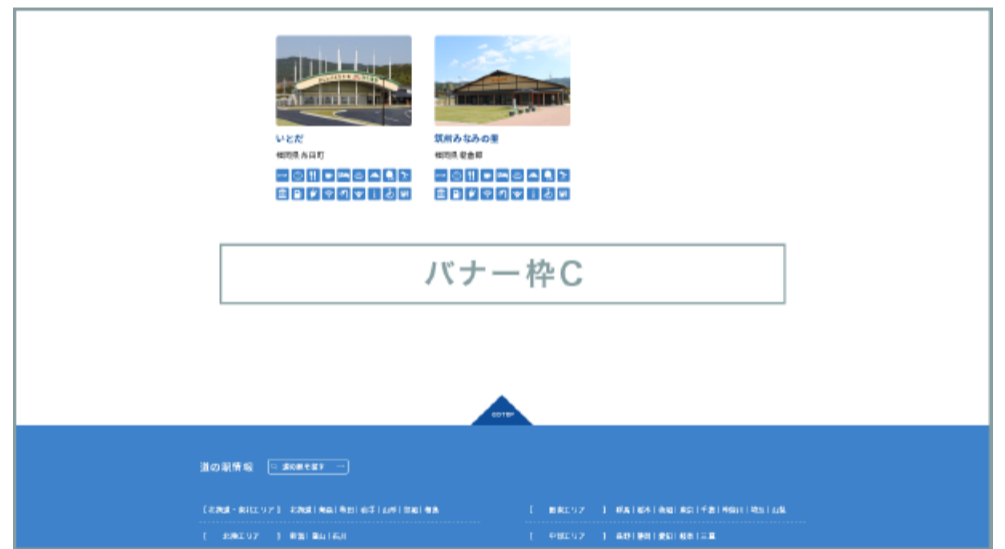 いとだ
福岡県 糸田町
筑前みなみの里
福岡県 朝倉郡
バナー枠C
GOTOP
道の駅情報
道の駅を探す
[ 北海道・東北エリア ] 北海道 | 青森 | 秋田 | 岩手 | 山形 | 宮城 | 福島
[ 関東エリア ] 群馬 | 栃木 | 茨城 | 東京 | 千葉 | 神奈川 | 埼玉 | 山梨
[ 北陸エリア ] 新潟 | 富山 | 石川
[ 中部エリア ] 長野 | 静岡 | 愛知 | 岐阜 | 三重